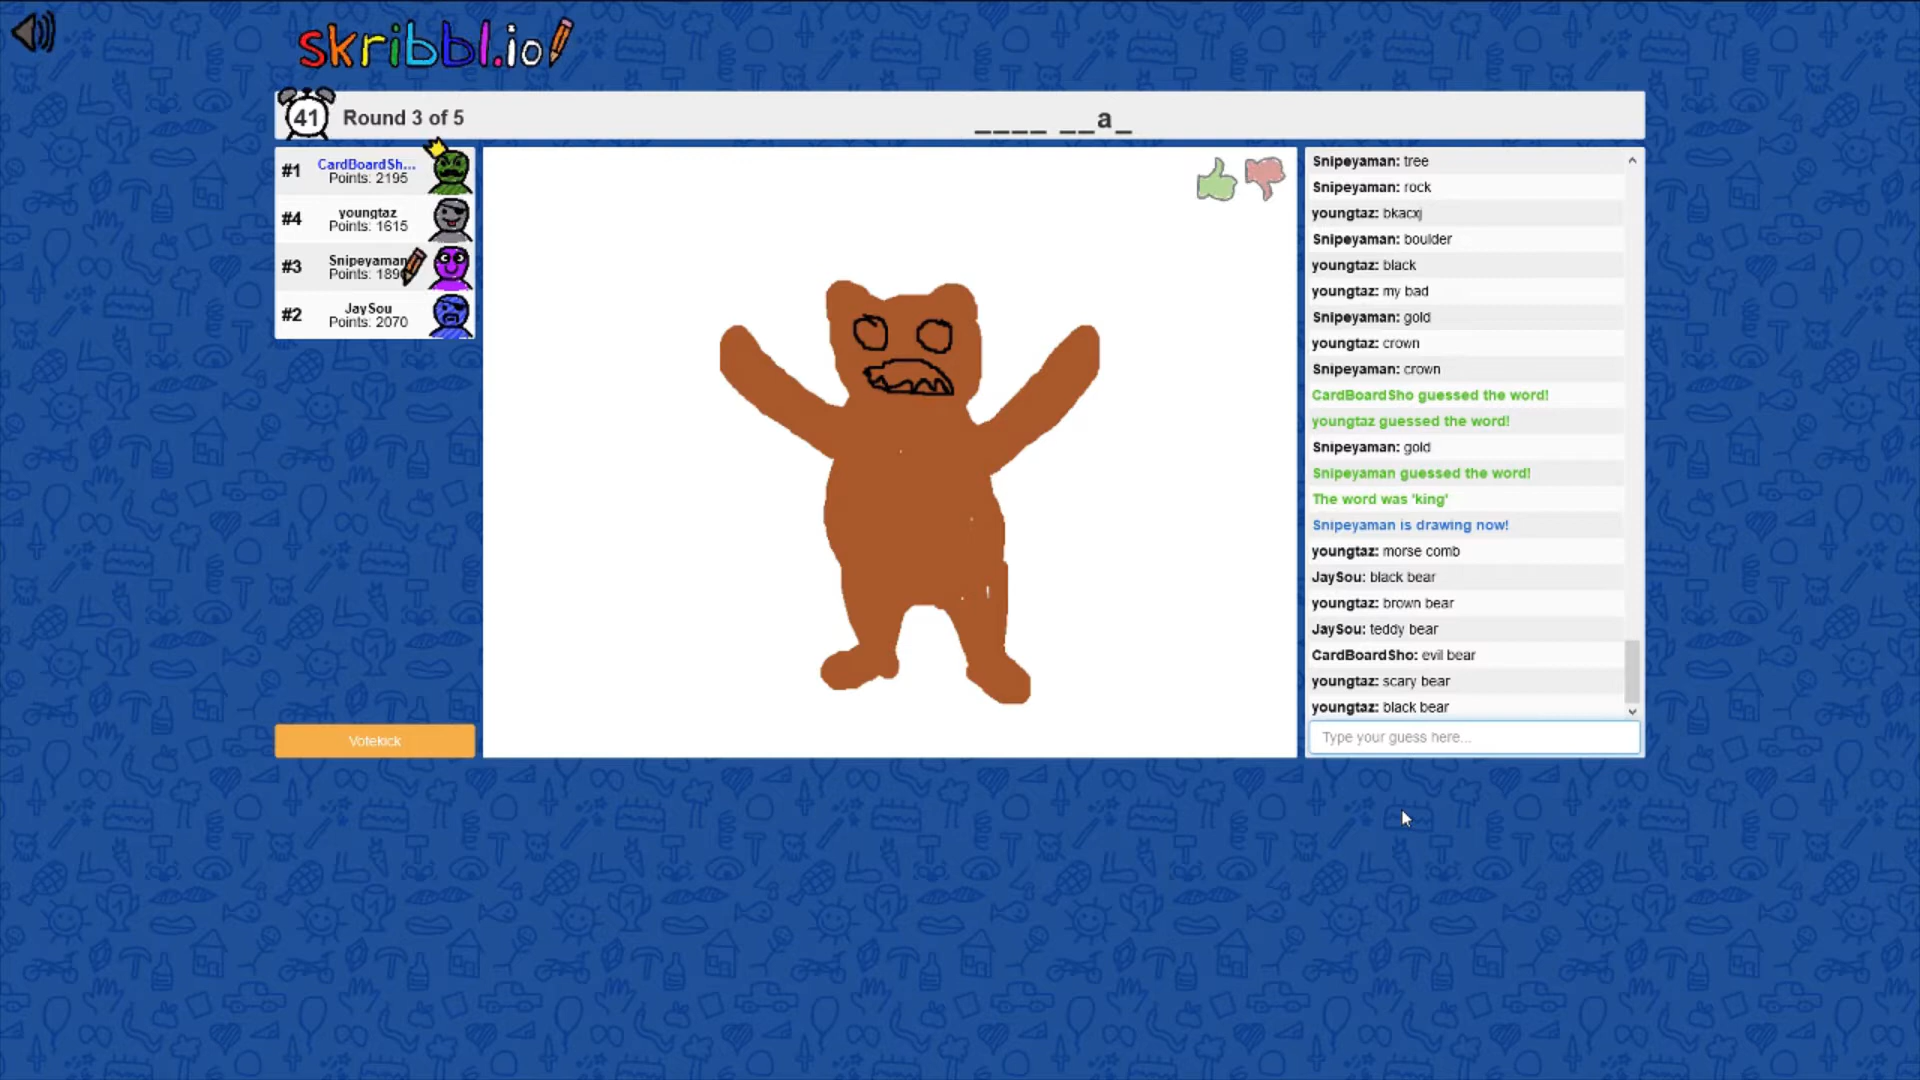 skribbl.io
41
Round 3 of 5
____ __a_
#1
CardBoardSh...
Points: 2195
#4
youngtaz
Points: 1615
#3
Snipeyaman
Points: 189
#2
JaySou
Points: 2070
Votekick
Snipeyaman: tree
Snipeyaman: rock
youngtaz: bkacxj
Snipeyaman: boulder
youngtaz: black
youngtaz: my bad
Snipeyaman: gold
youngtaz: crown
Snipeyaman: crown
CardBoardSho guessed the word!
youngtaz guessed the word!
Snipeyaman: gold
Snipeyaman guessed the word!
The word was 'king'
Snipeyaman is drawing now!
youngtaz: morse comb
JaySou: black bear
youngtaz: brown bear
JaySou: teddy bear
CardBoardSho: evil bear
youngtaz: scary bear
youngtaz: black bear
Type your guess here...